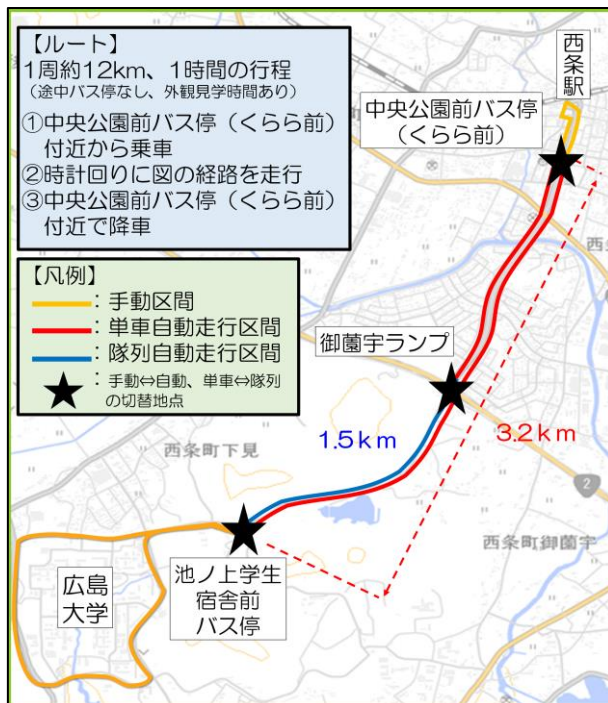 【ルート】
1周約12km、1時間の行程
（途中バス停なし、外観見学時間あり）
①中央公園前バス停（くらら前）
付近から乗車
②時計回りに図の経路を走行
③中央公園前バス停（くらら前）
付近で降車
【凡例】
：手動区間
：単車自動走行区間
：隊列自動走行区間
：手動⇔自動、単車⇔隊列
の切替地点
西条駅
中央公園前バス停
（くらら前）
西条
御薗宇ランプ
1.5km
3.2km
西条町下見
2
西条町御薗宇
広島
大学
池ノ上学生
宿舎前
バス停